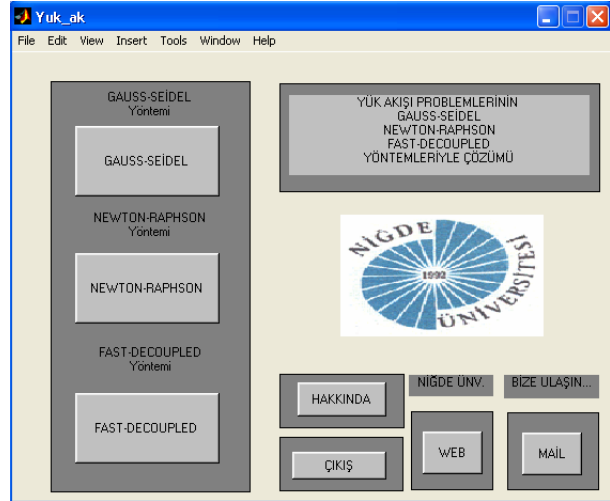 Yuk_ak
File Edit View Insert Tools Window Help
GAUSS-SEİDEL
Yöntemi
GAUSS-SEİDEL
NEWTON-RAPHSON
Yöntemi
NEWTON-RAPHSON
FAST-DECOUPLED
Yöntemi
FAST-DECOUPLED
YÜK AKIŞI PROBLEMLERİNİN
GAUSS-SEİDEL
NEWTON-RAPHSON
FAST-DECOUPLED
YÖNTEMLERİYLE ÇÖZÜMÜ
NİĞDE ÜNİVERSİTESİ
1992
HAKKINDA
ÇIKIŞ
NİĞDE ÜNV.
WEB
BİZE ULAŞIN...
MAİL